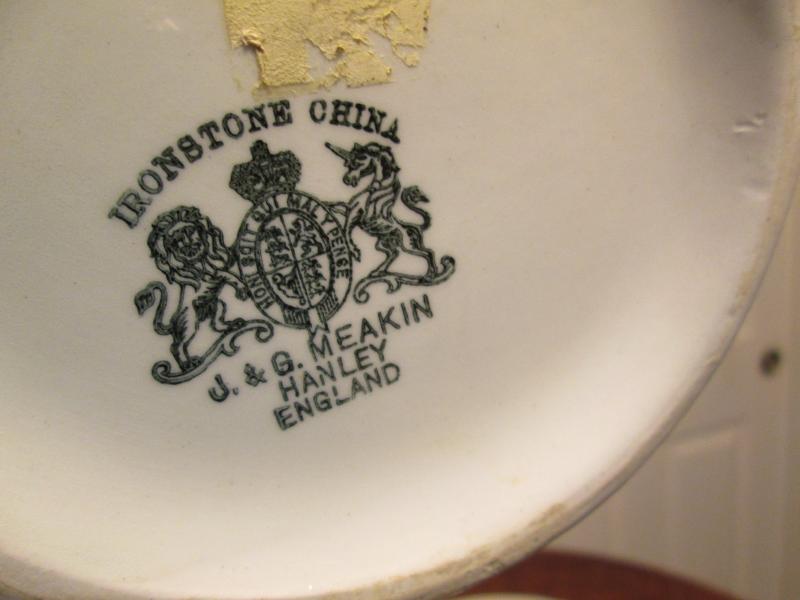 IRONSTONE CHINA
HONI SOIT QUI MAL Y PENSE
J. & G. MEAKIN
HANLEY
ENGLAND